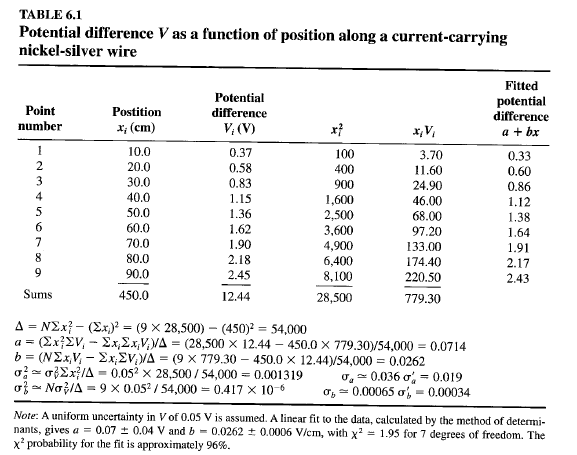 TABLE 6.1
Potential difference V as a function of position along a current-carrying
nickel-silver wire
Point number Postition xᵢ (cm) Potential difference Vᵢ (V) xᵢ² xᵢVᵢ Fitted potential difference a + bx
1 10.0 0.37 100 3.70 0.33
2 20.0 0.58 400 11.60 0.60
3 30.0 0.83 900 24.90 0.86
4 40.0 1.15 1,600 46.00 1.12
5 50.0 1.36 2,500 68.00 1.38
6 60.0 1.62 3,600 97.20 1.64
7 70.0 1.90 4,900 133.00 1.91
8 80.0 2.18 6,400 174.40 2.17
9 90.0 2.45 8,100 220.50 2.43
Sums 450.0 12.44 28,500 779.30
Δ = NΣxᵢ² − (Σxᵢ)² = (9 × 28,500) − (450)² = 54,000
a = (Σxᵢ²ΣVᵢ − ΣxᵢΣxᵢVᵢ)/Δ = (28,500 × 12.44 − 450.0 × 779.30)/54,000 = 0.0714
b = (NΣxᵢVᵢ − ΣxᵢΣVᵢ)/Δ = (9 × 779.30 − 450.0 × 12.44)/54,000 = 0.0262
σₐ² ≃ σᵥ²Σxᵢ²/Δ = 0.05² × 28,500 / 54,000 = 0.001319 σₐ ≃ 0.036 σ′ₐ = 0.019
σ_b² ≃ Nσᵥ²/Δ = 9 × 0.05² / 54,000 = 0.417 × 10⁻⁶ σ_b ≃ 0.00065 σ′_b = 0.00034
Note: A uniform uncertainty in V of 0.05 V is assumed. A linear fit to the data, calculated by the method of determi-
nants, gives a = 0.07 ± 0.04 V and b = 0.0262 ± 0.0006 V/cm, with χ² = 1.95 for 7 degrees of freedom. The
χ² probability for the fit is approximately 96%.